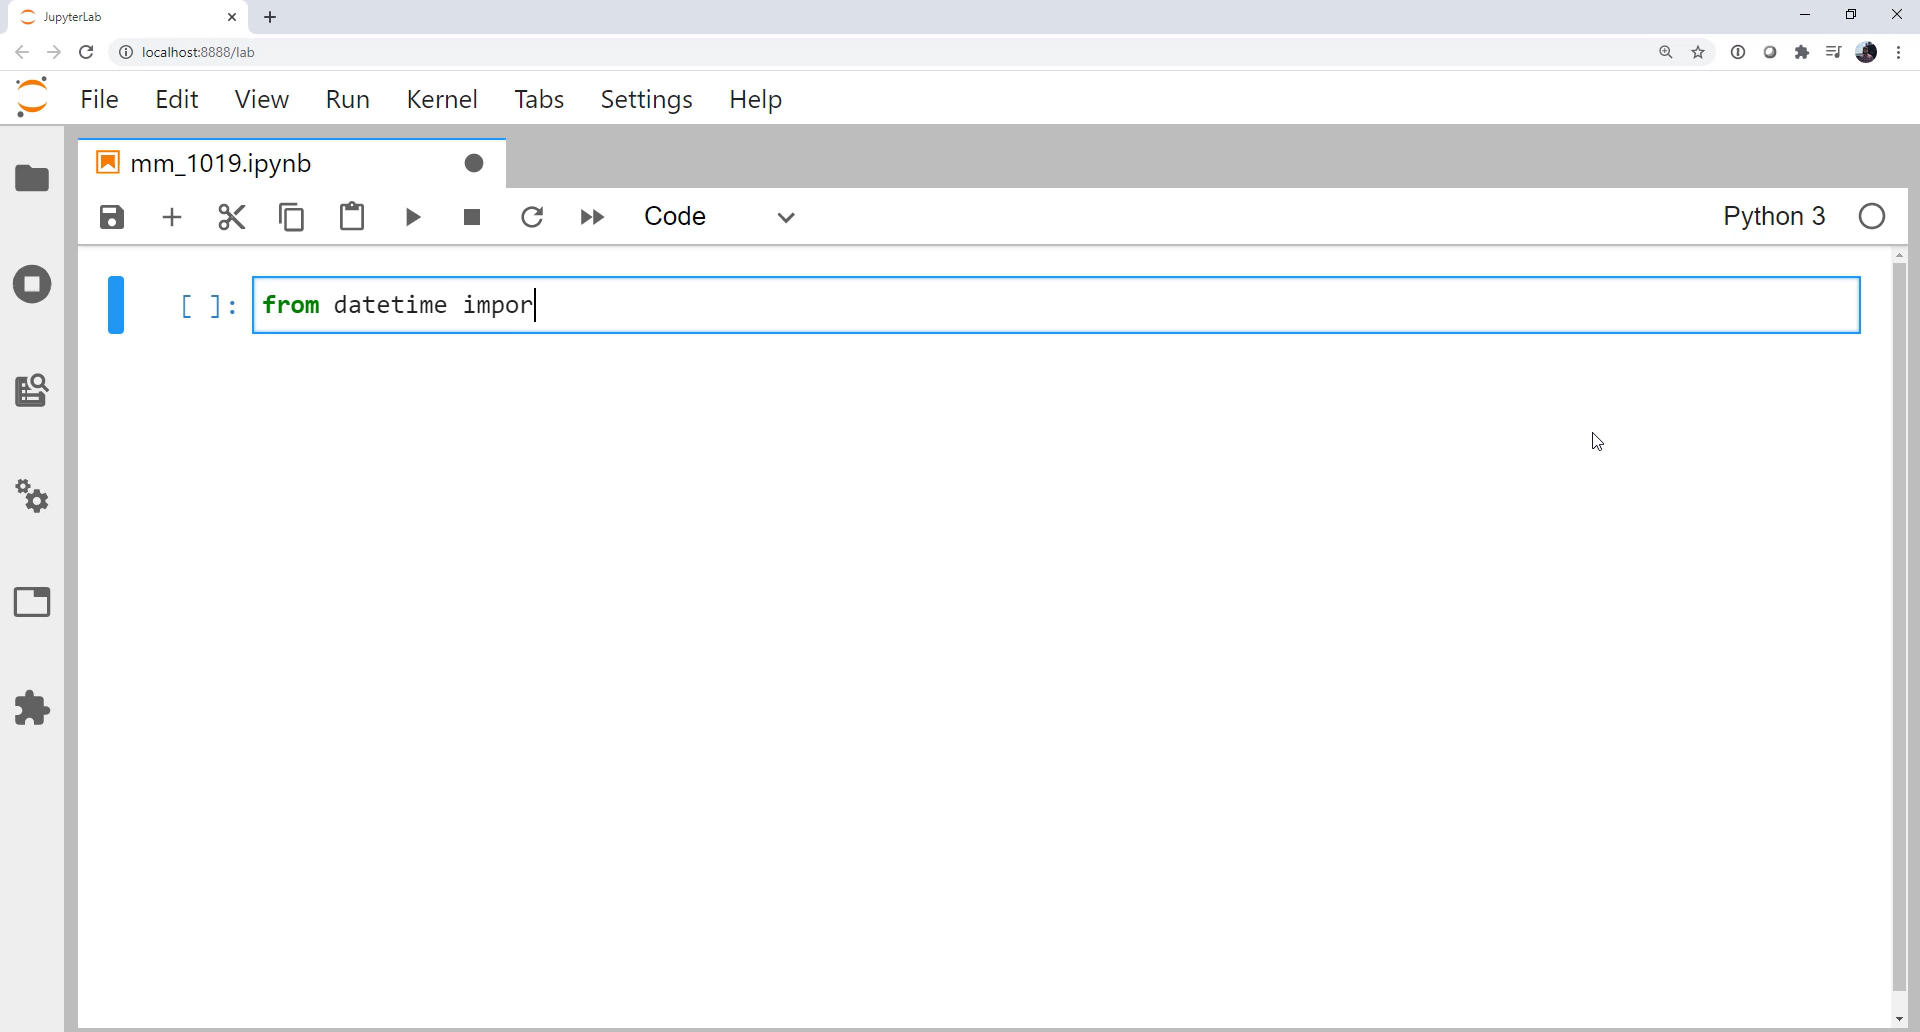 JupyterLab
localhost:8888/lab
File Edit View Run Kernel Tabs Settings Help
mm_1019.ipynb
Code Python 3
[ ]: from datetime impor